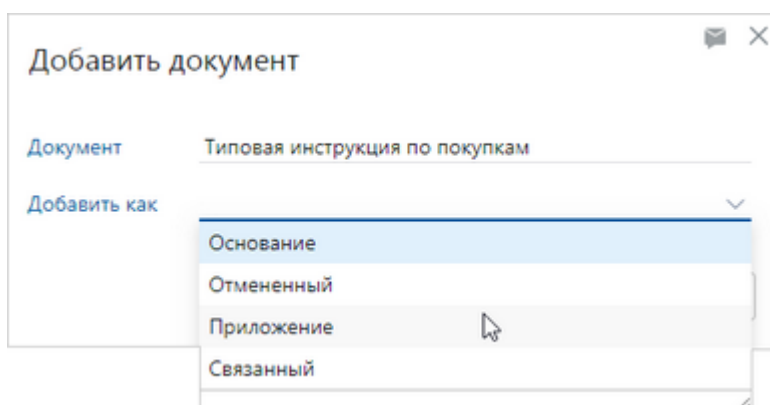 Добавить документ
Документ Типовая инструкция по покупкам
Добавить как
Основание
Отмененный
Приложение
Связанный